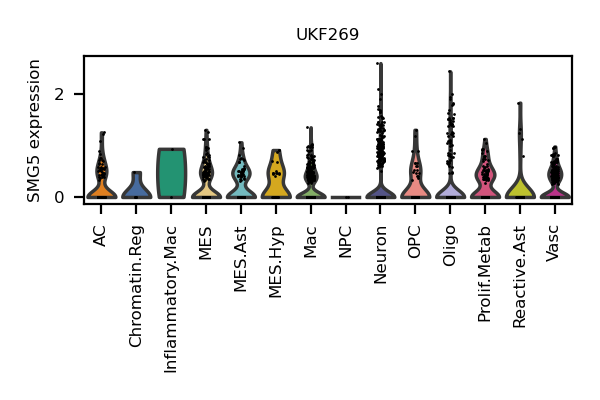 UKF269
SMG5 expression
2
0
AC
Chromatin.Reg
Inflammatory.Mac
MES
MES.Ast
MES.Hyp
Mac
NPC
Neuron
OPC
Oligo
Prolif.Metab
Reactive.Ast
Vasc